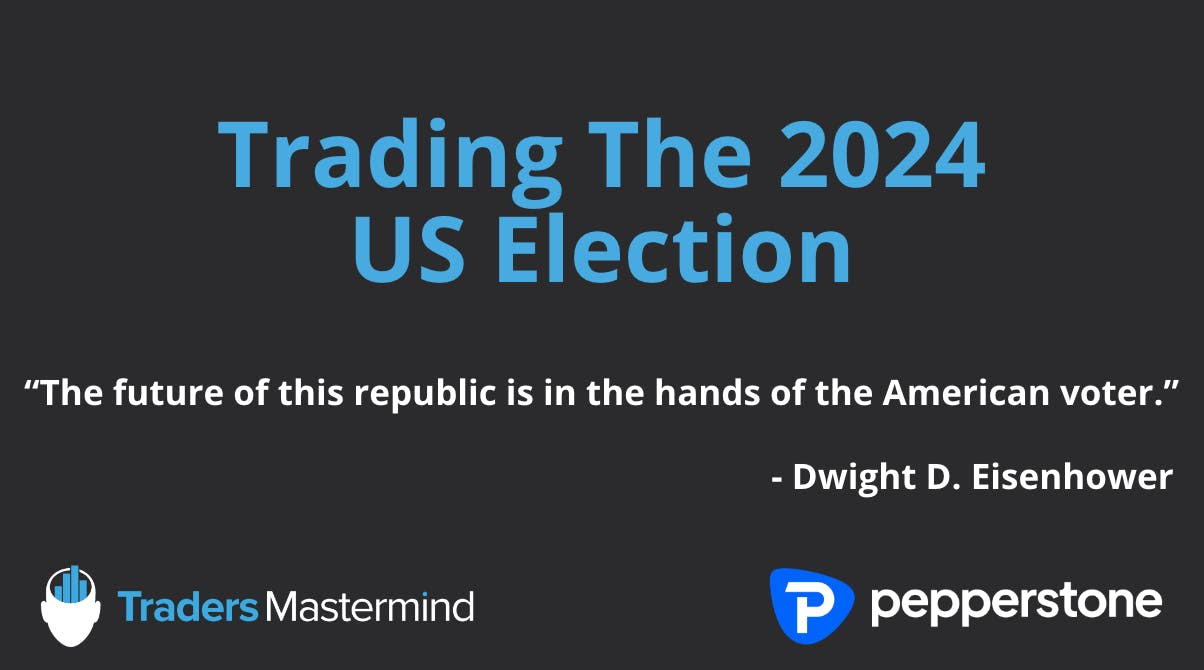 Trading The 2024
US Election
“The future of this republic is in the hands of the American voter.”
- Dwight D. Eisenhower
Traders Mastermind
pepperstone